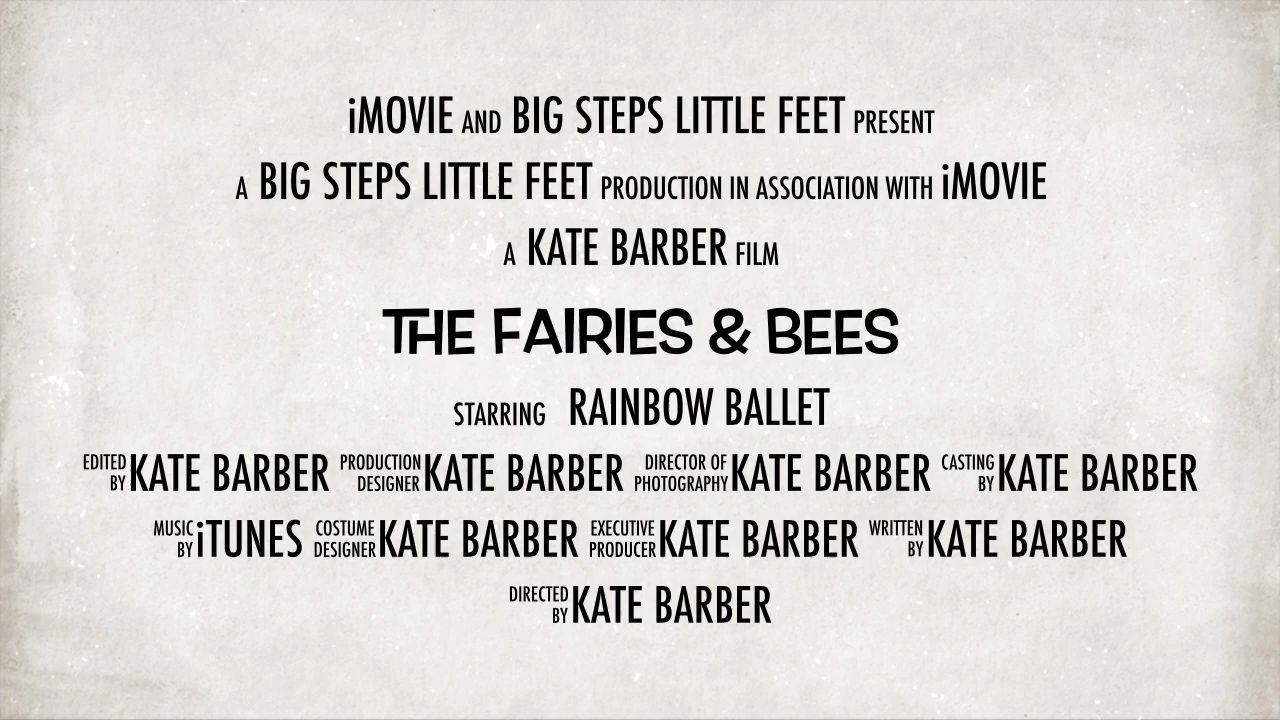 iMOVIE AND BIG STEPS LITTLE FEET PRESENT
A BIG STEPS LITTLE FEET PRODUCTION IN ASSOCIATION WITH iMOVIE
A KATE BARBER FILM
THE FAIRIES & BEES
STARRING RAINBOW BALLET
EDITED BY KATE BARBER PRODUCTION DESIGNER KATE BARBER DIRECTOR OF PHOTOGRAPHY KATE BARBER CASTING BY KATE BARBER
MUSIC BY iTUNES COSTUME DESIGNER KATE BARBER EXECUTIVE PRODUCER KATE BARBER WRITTEN BY KATE BARBER
DIRECTED BY KATE BARBER